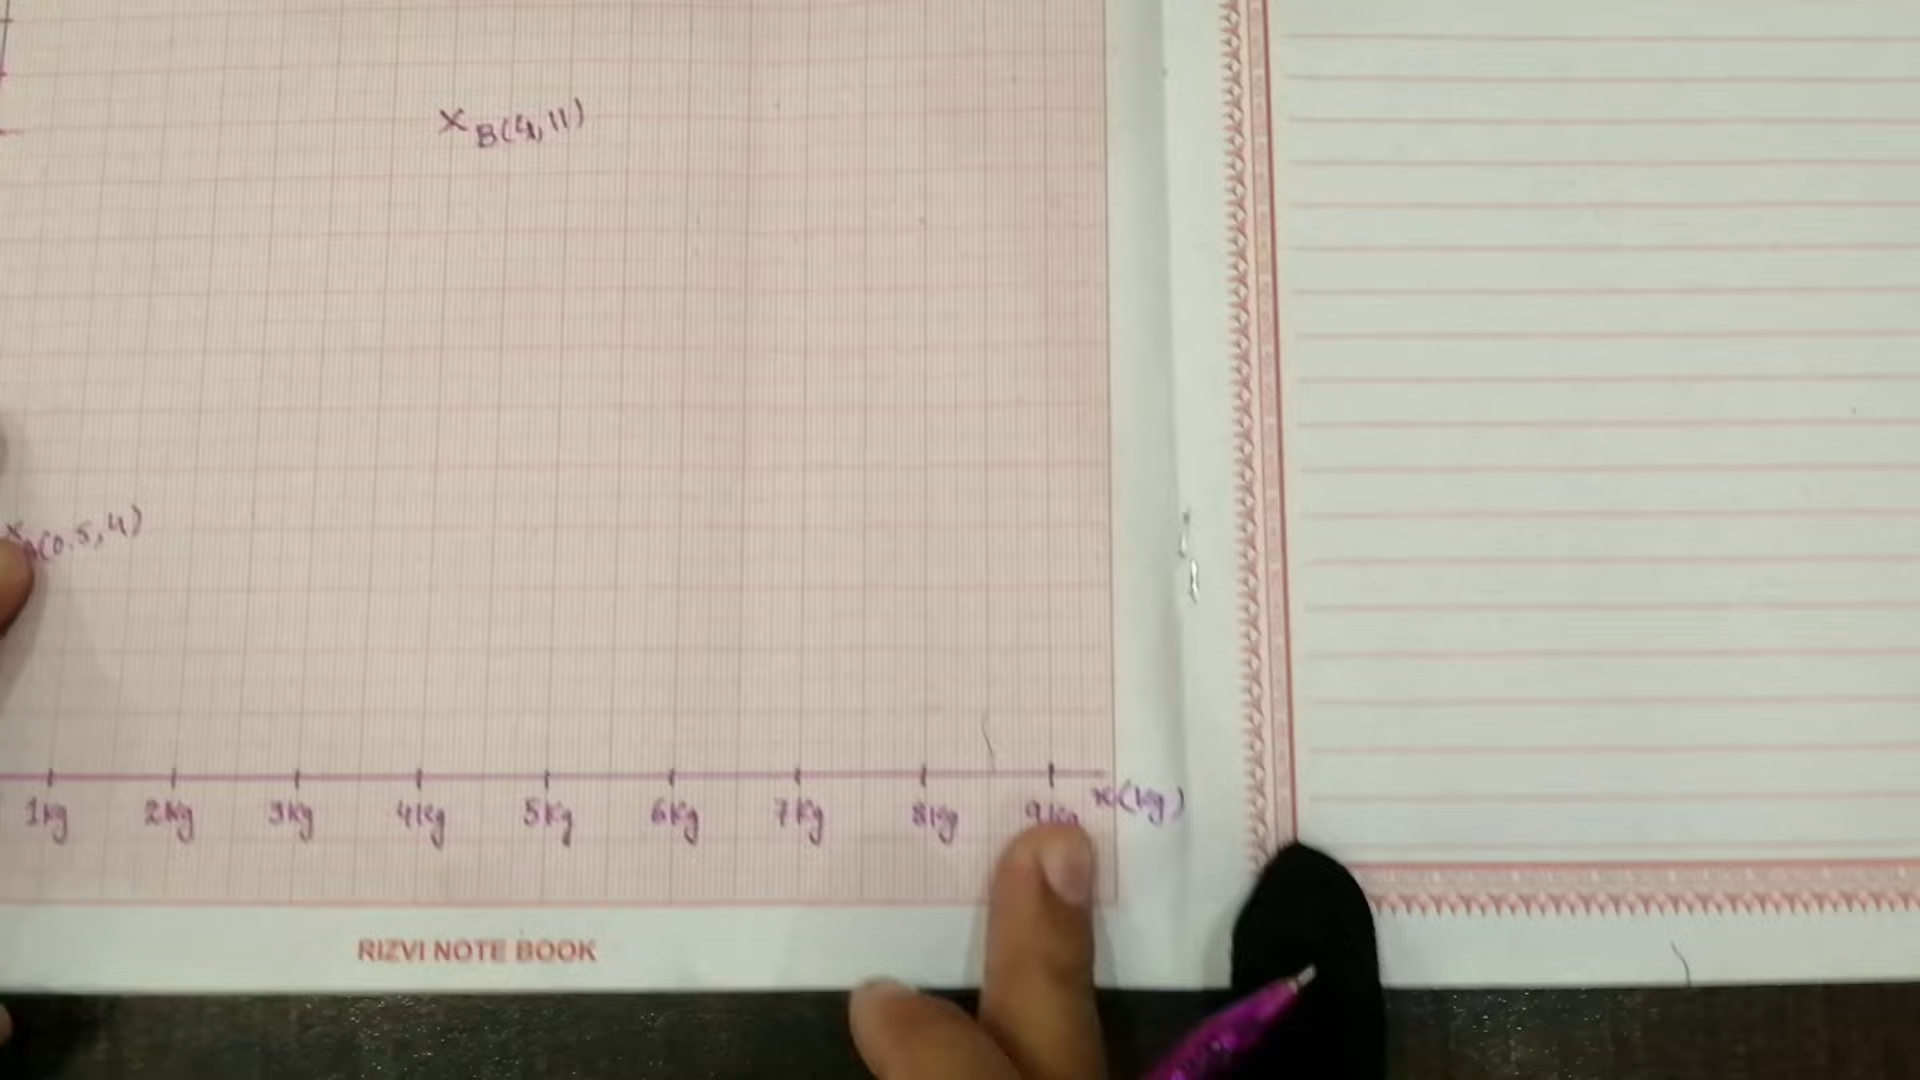 X B(4,11)
x A(0.5,4)
1kg 2kg 3kg 4kg 5kg 6kg 7kg 8kg 9kg x(kg)
RIZVI NOTE BOOK